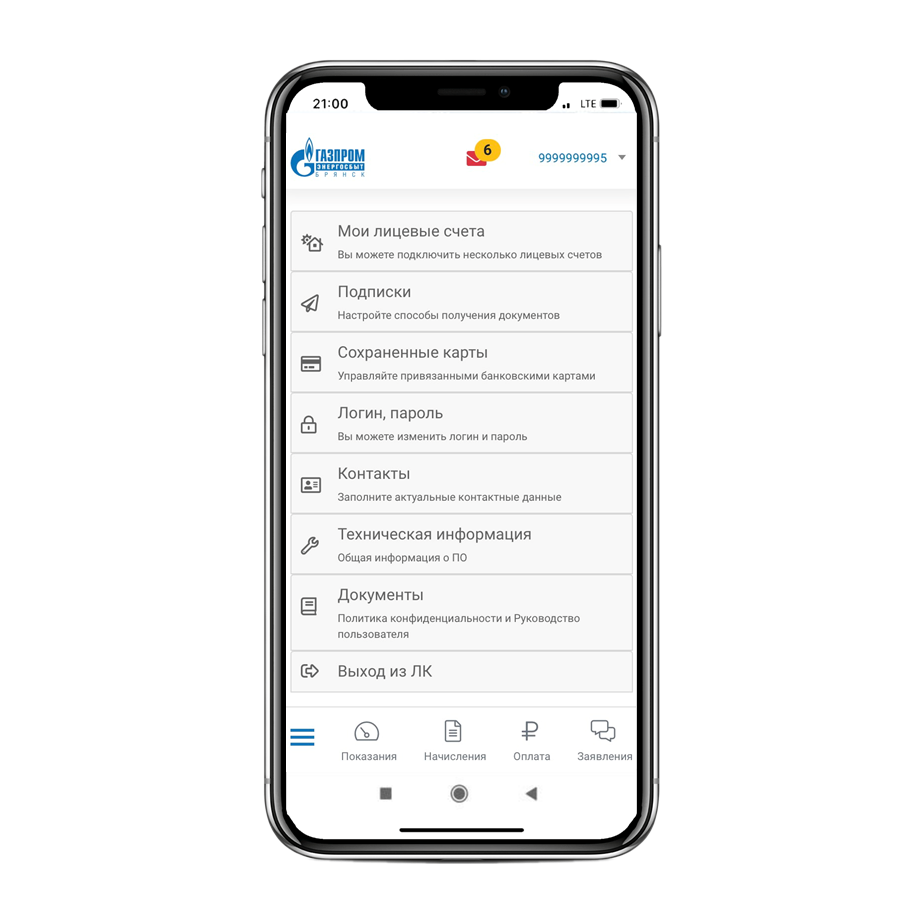 21:00
LTE
ГАЗПРОМ
ЭНЕРГОСБЫТ
БРЯНСК
6
9999999995
Мои лицевые счета
Вы можете подключить несколько лицевых счетов
Подписки
Настройте способы получения документов
Сохраненные карты
Управляйте привязанными банковскими картами
Логин, пароль
Вы можете изменить логин и пароль
Контакты
Заполните актуальные контактные данные
Техническая информация
Общая информация о ПО
Документы
Политика конфиденциальности и Руководство
пользователя
Выход из ЛК
Показания
Начисления
Оплата
Заявления